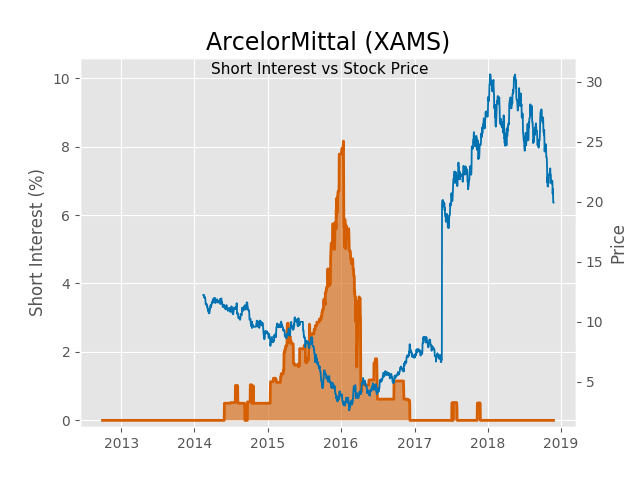 ArcelorMittal (XAMS)
Short Interest vs Stock Price
Short Interest (%)
10
8
6
4
2
0
30
25
20
15
10
5
Price
2013 2014 2015 2016 2017 2018 2019